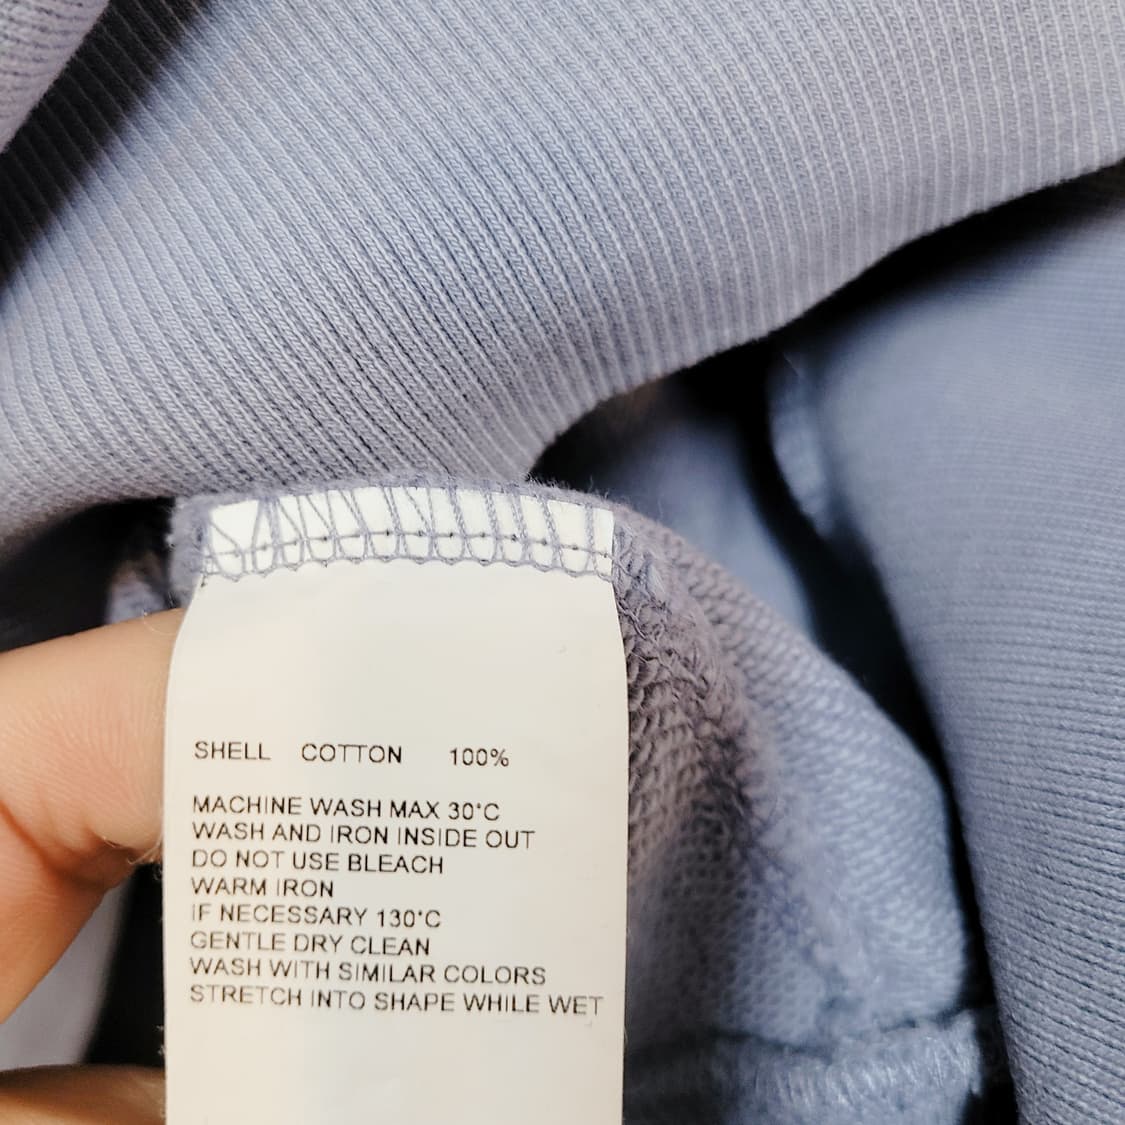 SHELL COTTON 100%
MACHINE WASH MAX 30°C
WASH AND IRON INSIDE OUT
DO NOT USE BLEACH
WARM IRON
IF NECESSARY 130°C
GENTLE DRY CLEAN
WASH WITH SIMILAR COLORS
STRETCH INTO SHAPE WHILE WET